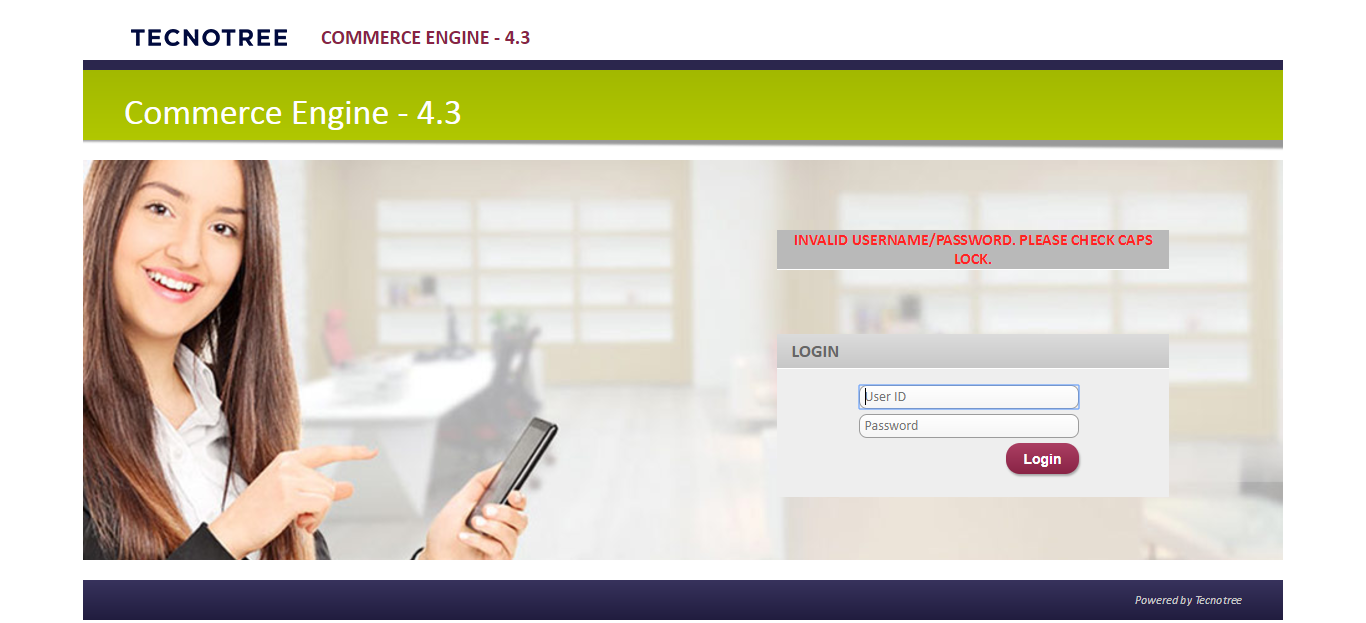 TECNOTREE COMMERCE ENGINE - 4.3
Commerce Engine - 4.3
INVALID USERNAME/PASSWORD. PLEASE CHECK CAPS
LOCK.
LOGIN
User ID
Password
Login
Powered by Tecnotree